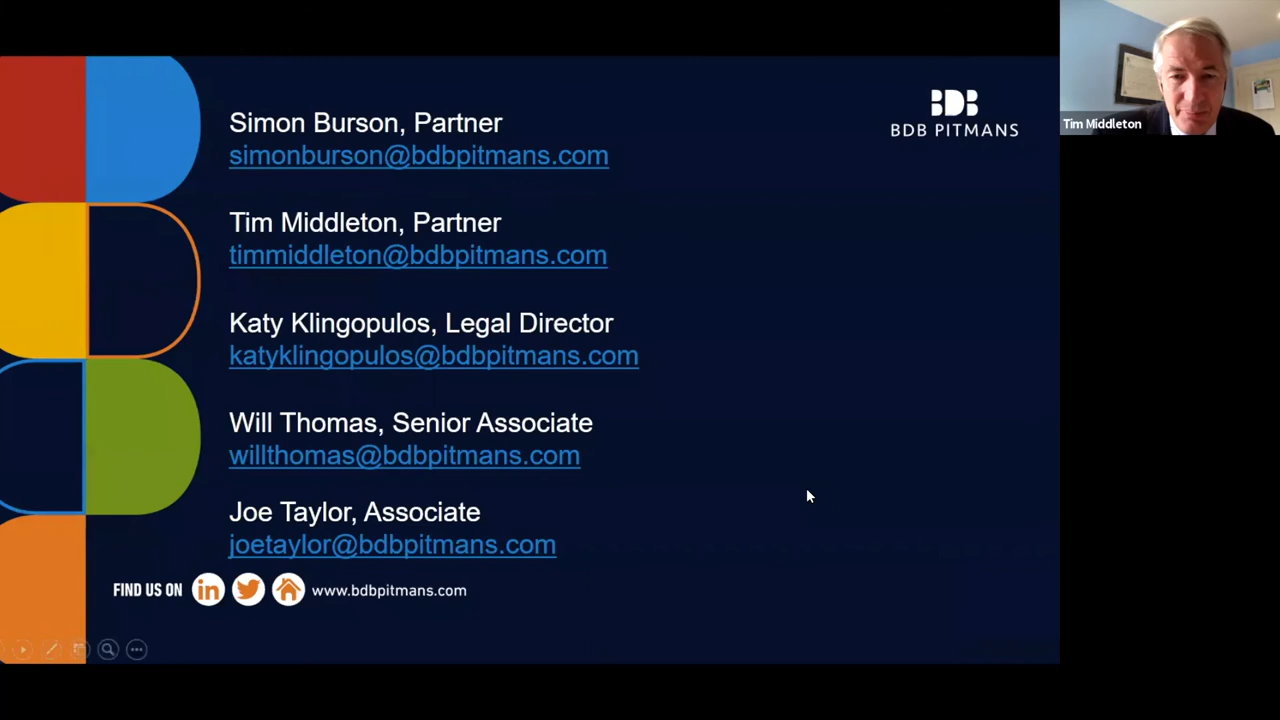 Simon Burson, Partner
simonburson@bdbpitmans.com
BDB
BDB PITMANS
Tim Middleton
Tim Middleton, Partner
timmiddleton@bdbpitmans.com
Katy Klingopulos, Legal Director
katyklingopulos@bdbpitmans.com
Will Thomas, Senior Associate
willthomas@bdbpitmans.com
Joe Taylor, Associate
joetaylor@bdbpitmans.com
FIND US ON in www.bdbpitmans.com